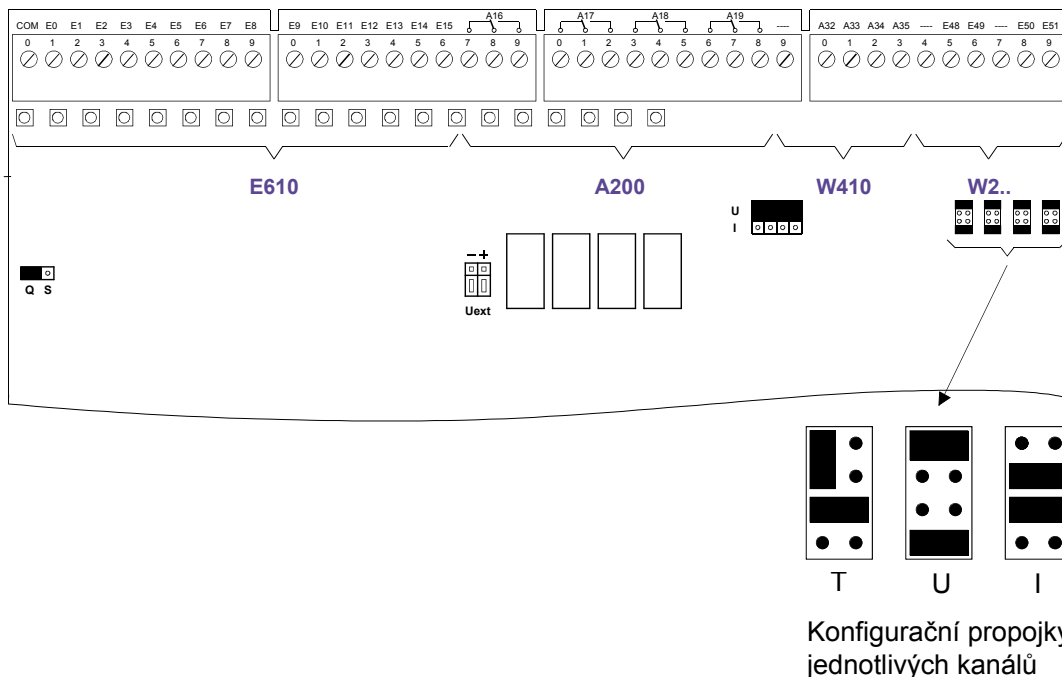 COM E0 E1 E2 E3 E4 E5 E6 E7 E8 E9 E10 E11 E12 E13 E14 E15 A16 A17 A18 A19 ---- A32 A33 A34 A35 ---- E48 E49 ---- E50 E51
0 1 2 3 4 5 6 7 8 9 0 1 2 3 4 5 6 7 8 9 0 1 2 3 4 5 6 7 8 9 0 1 2 3 4 5 6 7 8 9
E610 A200 W410 W2..
U
I
− +
Q S
Uext
T U I
Konfigurační propojky
jednotlivých kanálů